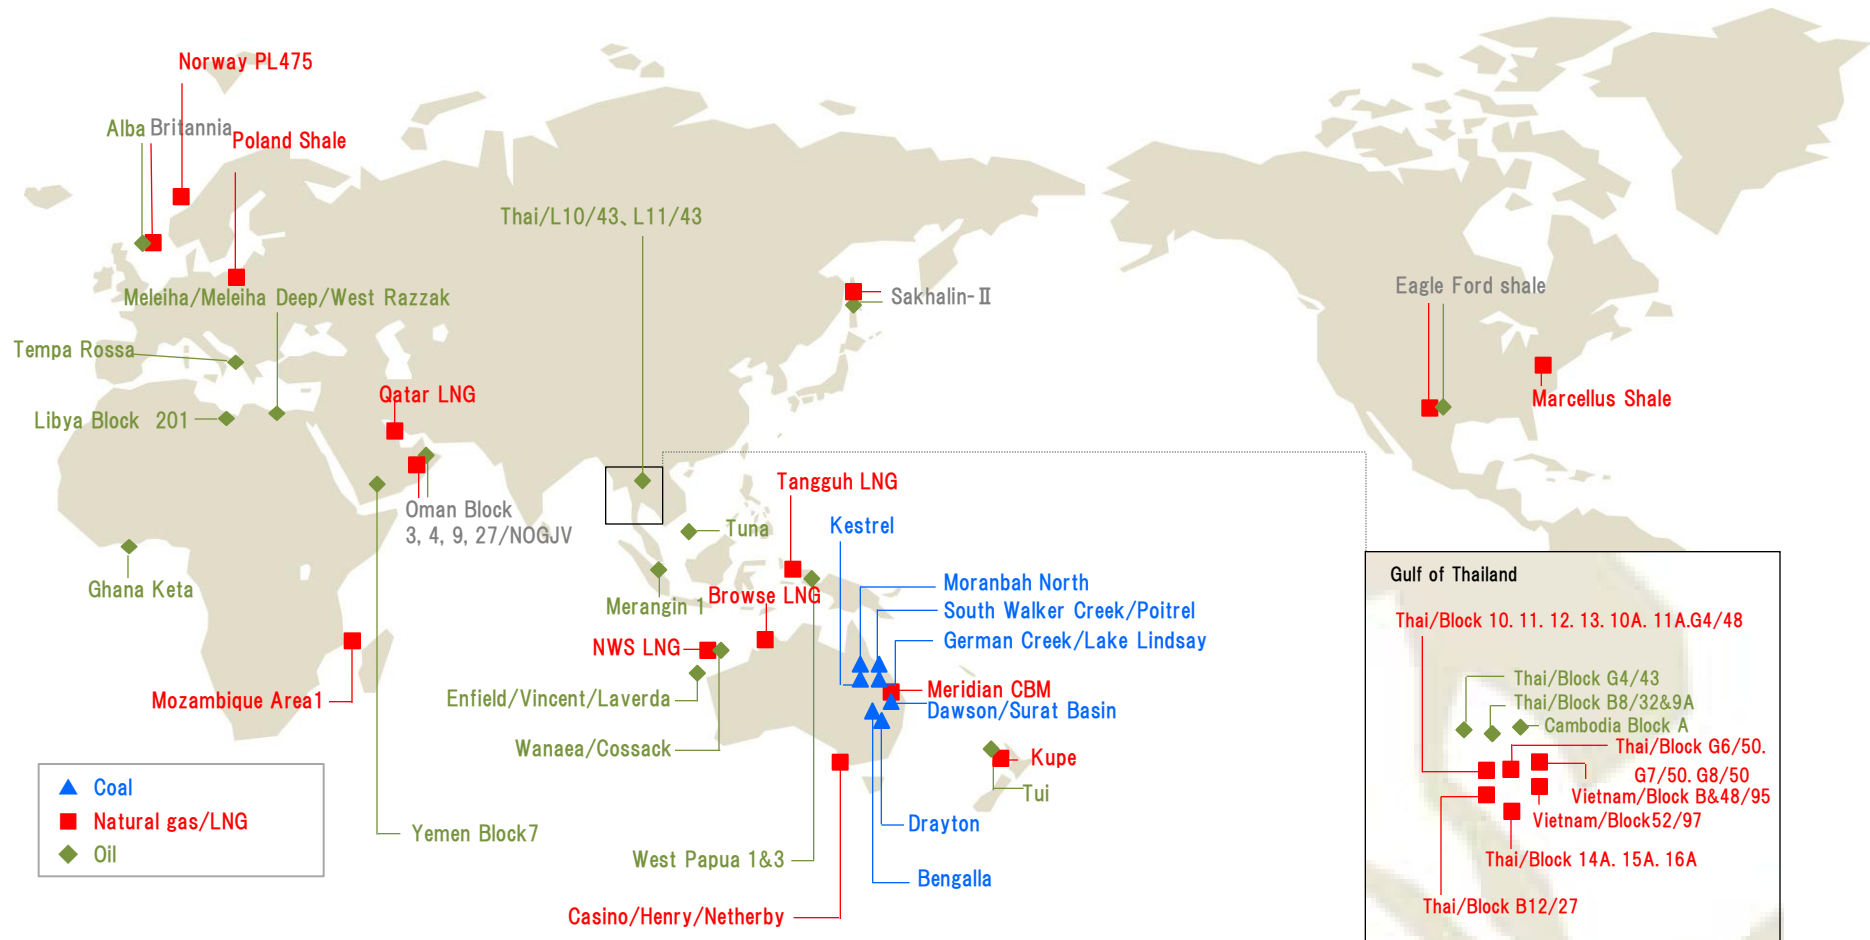 Norway PL475
Alba
Britannia
Poland Shale
Thai/L10/43、L11/43
Meleiha/Meleiha Deep/West Razzak
Sakhalin-Ⅱ
Eagle Ford shale
Tempa Rossa
Qatar LNG
Marcellus Shale
Libya Block 201
Tangguh LNG
Oman Block
3, 4, 9, 27/NOGJV
Tuna
Kestrel
Ghana Keta
Merangin 1
Browse LNG
Moranbah North
South Walker Creek/Poitrel
German Creek/Lake Lindsay
NWS LNG
Mozambique Area1
Enfield/Vincent/Laverda
Meridian CBM
Dawson/Surat Basin
Wanaea/Cossack
Kupe
Tui
Coal
Natural gas/LNG
Oil
Yemen Block7
Drayton
West Papua 1&3
Bengalla
Casino/Henry/Netherby
Gulf of Thailand
Thai/Block 10. 11. 12. 13. 10A. 11A.G4/48
Thai/Block G4/43
Thai/Block B8/32&9A
Cambodia Block A
Thai/Block G6/50.
G7/50. G8/50
Vietnam/Block B&48/95
Vietnam/Block52/97
Thai/Block 14A. 15A. 16A
Thai/Block B12/27